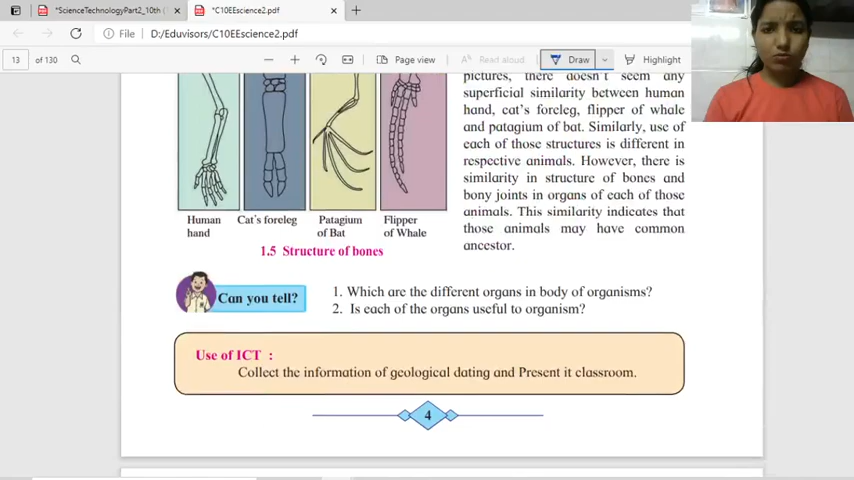 *ScienceTechnologyPart2_10th (
*C10EEscience2.pdf
File D:/Eduvisors/C10EEscience2.pdf
13 of 130 Page view Read aloud Draw Highlight
pictures, there doesn't seem any
superficial similarity between human
hand, cat's foreleg, flipper of whale
and patagium of bat. Similarly, use of
each of those structures is different in
respective animals. However, there is
similarity in structure of bones and
bony joints in organs of each of those
animals. This similarity indicates that
those animals may have common
ancestor.
Human
hand
Cat's foreleg
Patagium
of Bat
Flipper
of Whale
1.5 Structure of bones
Can you tell?
1. Which are the different organs in body of organisms?
2. Is each of the organs useful to organism?
Use of ICT :
Collect the information of geological dating and Present it classroom.
4